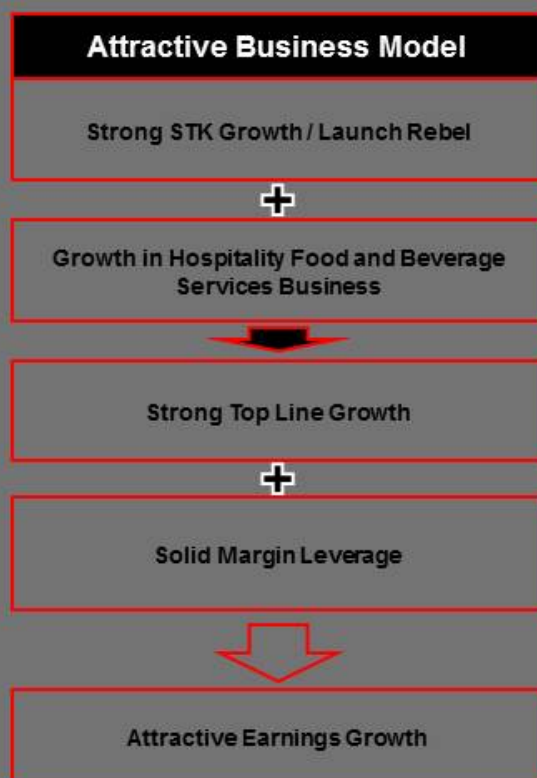 Attractive Business Model
Strong STK Growth / Launch Rebel
Growth in Hospitality Food and Beverage
Services Business
Strong Top Line Growth
Solid Margin Leverage
Attractive Earnings Growth